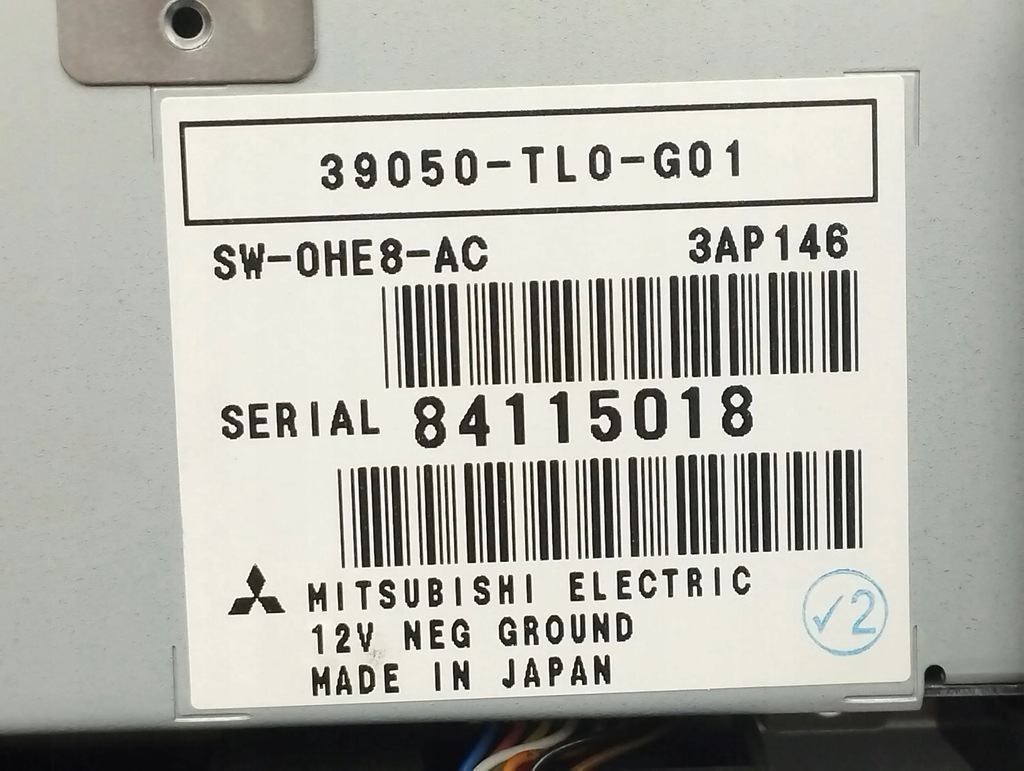 39050-TL0-G01
SW-0HE8-AC 3AP146
SERIAL 84115018
MITSUBISHI ELECTRIC
12V NEG GROUND
MADE IN JAPAN
✓2